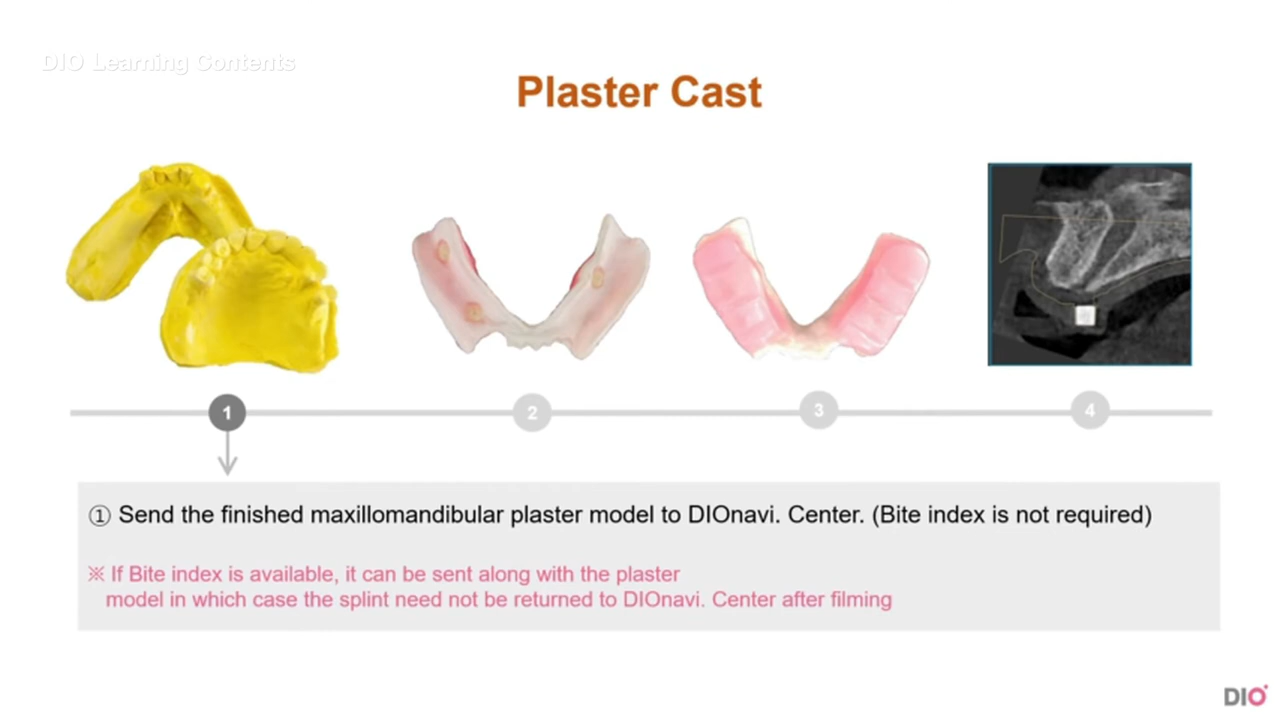 DIO Learning Contents
Plaster Cast
1
2
3
4
① Send the finished maxillomandibular plaster model to DIOnavi. Center. (Bite index is not required)
※ If Bite index is available, it can be sent along with the plaster
model in which case the splint need not be returned to DIOnavi. Center after filming
DIO